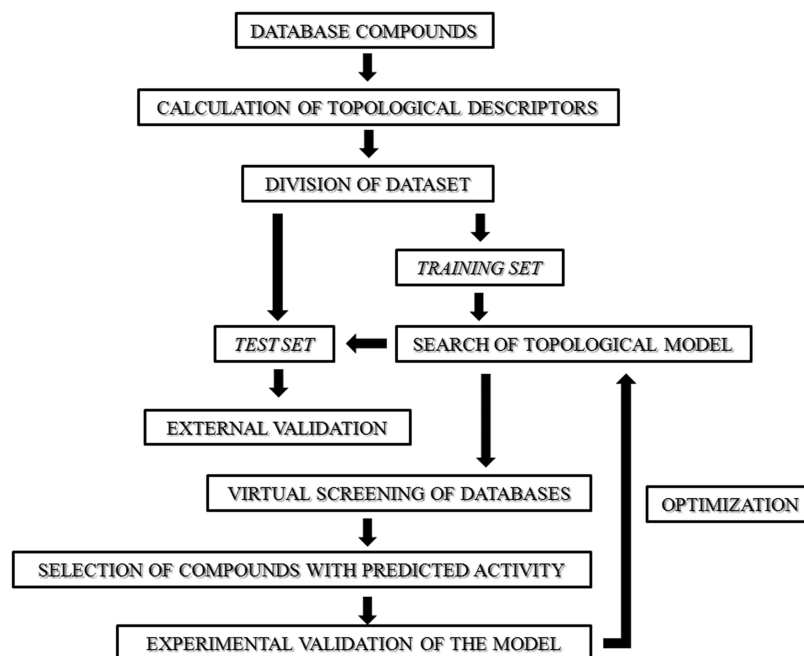 DATABASE COMPOUNDS
CALCULATION OF TOPOLOGICAL DESCRIPTORS
DIVISION OF DATASET
TRAINING SET
TEST SET
SEARCH OF TOPOLOGICAL MODEL
EXTERNAL VALIDATION
VIRTUAL SCREENING OF DATABASES
OPTIMIZATION
SELECTION OF COMPOUNDS WITH PREDICTED ACTIVITY
EXPERIMENTAL VALIDATION OF THE MODEL